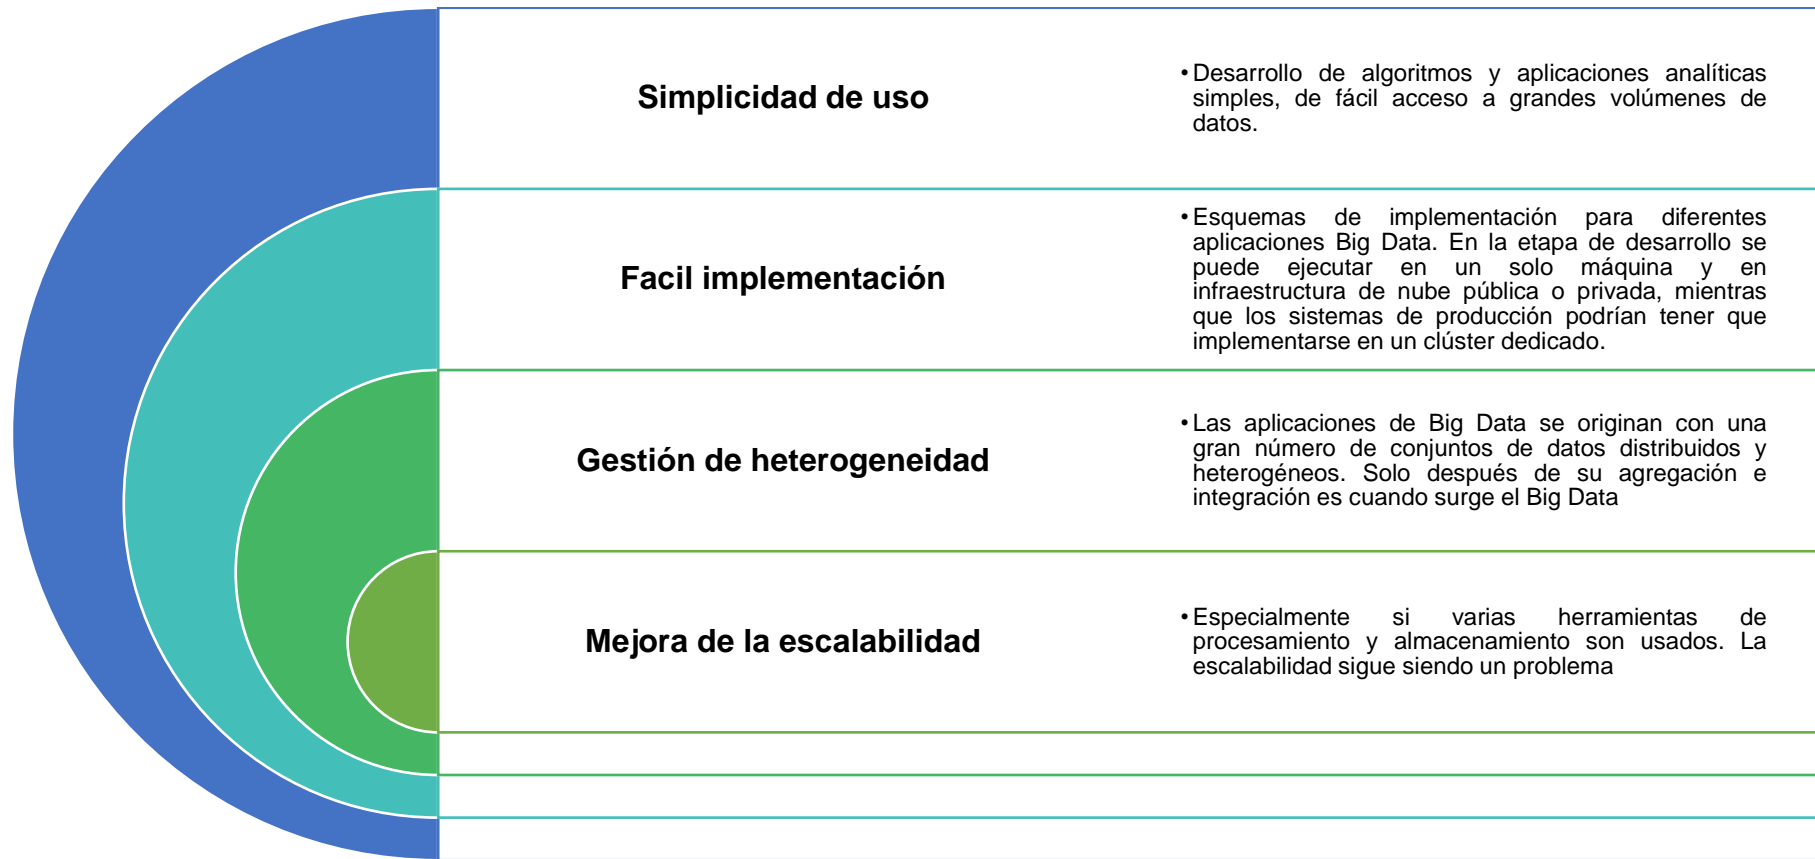 Simplicidad de uso
•Desarrollo de algoritmos y aplicaciones analíticas
simples, de fácil acceso a grandes volúmenes de
datos.
Facil implementación
•Esquemas de implementación para diferentes
aplicaciones Big Data. En la etapa de desarrollo se
puede ejecutar en un solo máquina y en
infraestructura de nube pública o privada, mientras
que los sistemas de producción podrían tener que
implementarse en un clúster dedicado.
Gestión de heterogeneidad
•Las aplicaciones de Big Data se originan con una
gran número de conjuntos de datos distribuidos y
heterogéneos. Solo después de su agregación e
integración es cuando surge el Big Data
Mejora de la escalabilidad
•Especialmente si varias herramientas de
procesamiento y almacenamiento son usados. La
escalabilidad sigue siendo un problema